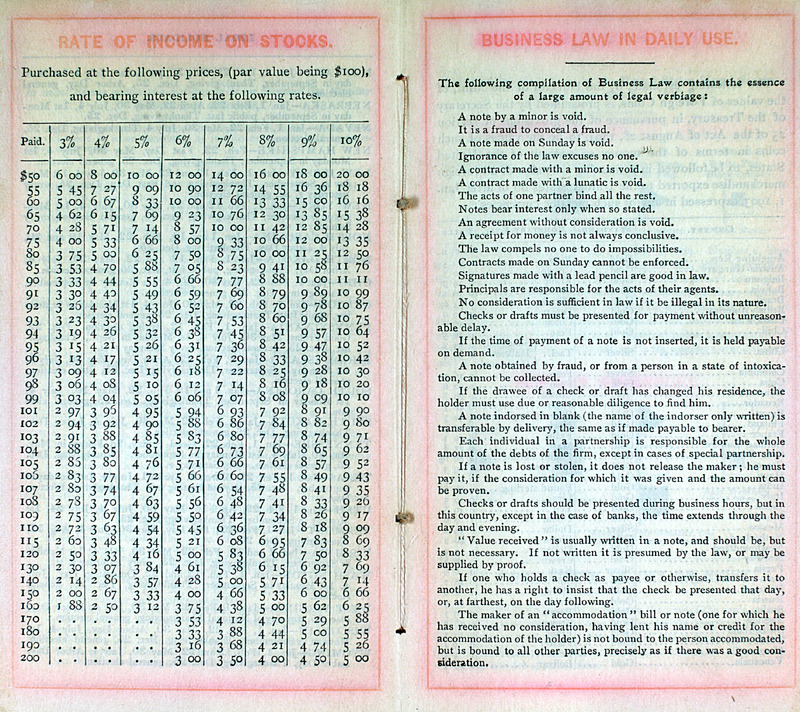 RATE OF INCOME ON STOCKS.
Purchased at the following prices, (par value being $100),
and bearing interest at the following rates.
Paid. 3% 4% 5% 6% 7% 8% 9% 10%
$50 6 00 8 00 10 00 12 00 14 00 16 00 18 00 20 00
55 5 45 7 27 9 09 10 90 12 72 14 55 16 36 18 18
60 5 00 6 67 8 33 10 00 11 66 13 33 15 00 16 16
65 4 62 6 15 7 69 9 23 10 76 12 30 13 85 15 38
70 4 28 5 71 7 14 8 57 10 00 11 42 12 85 14 28
75 4 00 5 33 6 66 8 00 9 33 10 66 12 00 13 35
80 3 75 5 00 6 25 7 50 8 75 10 00 11 25 12 50
85 3 53 4 70 5 88 7 05 8 23 9 41 10 58 11 76
90 3 33 4 44 5 55 6 66 7 77 8 88 10 00 11 11
91 3 30 4 40 5 49 6 59 7 69 8 79 9 89 10 99
92 3 26 4 34 5 43 6 52 7 60 8 70 9 78 10 87
93 3 23 4 30 5 38 6 45 7 53 8 60 9 68 10 75
94 3 19 4 26 5 32 6 38 7 45 8 51 9 57 10 64
95 3 15 4 21 5 26 6 31 7 36 8 42 9 47 10 52
96 3 13 4 17 5 21 6 25 7 29 8 33 9 38 10 42
97 3 09 4 12 5 15 6 18 7 22 8 25 9 28 10 30
98 3 06 4 08 5 10 6 12 7 14 8 16 9 18 10 20
99 3 03 4 04 5 05 6 06 7 07 8 08 9 09 10 10
101 2 97 3 96 4 95 5 94 6 93 7 92 8 91 9 90
102 2 94 3 92 4 90 5 88 6 86 7 84 8 82 9 80
103 2 91 3 88 4 85 5 83 6 80 7 77 8 74 9 71
104 2 88 3 85 4 81 5 77 6 73 7 69 8 65 9 62
105 2 86 3 80 4 76 5 71 6 66 7 61 8 57 9 52
106 2 83 3 77 4 72 5 66 6 60 7 55 8 49 9 43
107 2 80 3 74 4 67 5 61 6 54 7 48 8 41 9 35
108 2 78 3 70 4 63 5 56 6 48 7 41 8 33 9 26
109 2 75 3 67 4 59 5 50 6 42 7 34 8 26 9 17
110 2 72 3 63 4 54 5 45 6 36 7 27 8 18 9 09
115 2 60 3 48 4 34 5 21 6 08 6 95 7 83 8 69
120 2 50 3 33 4 16 5 00 5 83 6 66 7 50 8 33
130 2 30 3 07 3 84 4 61 5 38 6 15 6 92 7 69
140 2 14 2 86 3 57 4 28 5 00 5 71 6 43 7 14
150 2 00 2 67 3 33 4 00 4 66 5 33 6 00 6 66
160 1 88 2 50 3 12 3 75 4 38 5 00 5 62 6 25
170 . . . . . . 3 53 4 12 4 70 5 29 5 88
180 . . . . . . 3 33 3 88 4 44 5 00 5 55
190 . . . . . . 3 16 3 68 4 21 4 74 5 26
200 . . . . . . 3 00 3 50 4 00 4 50 5 00
BUSINESS LAW IN DAILY USE.
The following compilation of Business Law contains the essence
of a large amount of legal verbiage:
A note by a minor is void.
It is a fraud to conceal a fraud.
A note made on Sunday is void.
Ignorance of the law excuses no one.
A contract made with a minor is void.
A contract made with a lunatic is void.
The acts of one partner bind all the rest.
Notes bear interest only when so stated.
An agreement without consideration is void.
A receipt for money is not always conclusive.
The law compels no one to do impossibilities.
Contracts made on Sunday cannot be enforced.
Signatures made with a lead pencil are good in law.
Principals are responsible for the acts of their agents.
No consideration is sufficient in law if it be illegal in its nature.
Checks or drafts must be presented for payment without unreason-
able delay.
If the time of payment of a note is not inserted, it is held payable
on demand.
A note obtained by fraud, or from a person in a state of intoxica-
tion, cannot be collected.
If the drawee of a check or draft has changed his residence, the
holder must use due or reasonable diligence to find him.
A note indorsed in blank (the name of the indorser only written) is
transferable by delivery, the same as if made payable to bearer.
Each individual in a partnership is responsible for the whole
amount of the debts of the firm, except in cases of special partnership.
If a note is lost or stolen, it does not release the maker; he must
pay it, if the consideration for which it was given and the amount can
be proven.
Checks or drafts should be presented during business hours, but in
this country, except in the case of banks, the time extends through the
day and evening.
"Value received" is usually written in a note, and should be, but
is not necessary. If not written it is presumed by the law, or may be
supplied by proof.
If one who holds a check as payee or otherwise, transfers it to
another, he has a right to insist that the check be presented that day,
or, at farthest, on the day following.
The maker of an "accommodation" bill or note (one for which he
has received no consideration, having lent his name or credit for the
accommodation of the holder) is not bound to the person accommodated,
but is bound to all other parties, precisely as if there was a good con-
sideration.